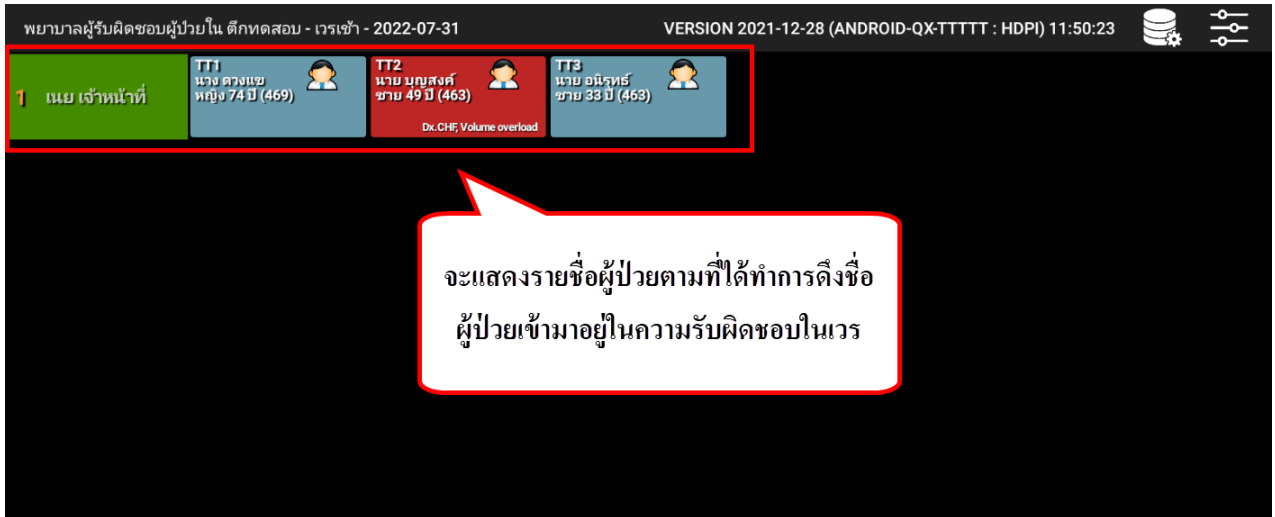 พยาบาลผู้รับผิดชอบผู้ป่วยใน ตึกทดสอบ - เวรเช้า - 2022-07-31
VERSION 2021-12-28 (ANDROID-QX-TTTTT : HDPI) 11:50:23
1 เนย เจ้าหน้าที่
TT1
นาง ดวงแข
หญิง 74 ปี (469)
TT2
นาย บุญสงค์
ชาย 49 ปี (463)
Dx.CHF, Volume overload
TT3
นาย อนิรุทธ์
ชาย 33 ปี (463)
จะแสดงรายชื่อผู้ป่วยตามที่ได้ทำการดึงชื่อ
ผู้ป่วยเข้ามาอยู่ในความรับผิดชอบในเวร